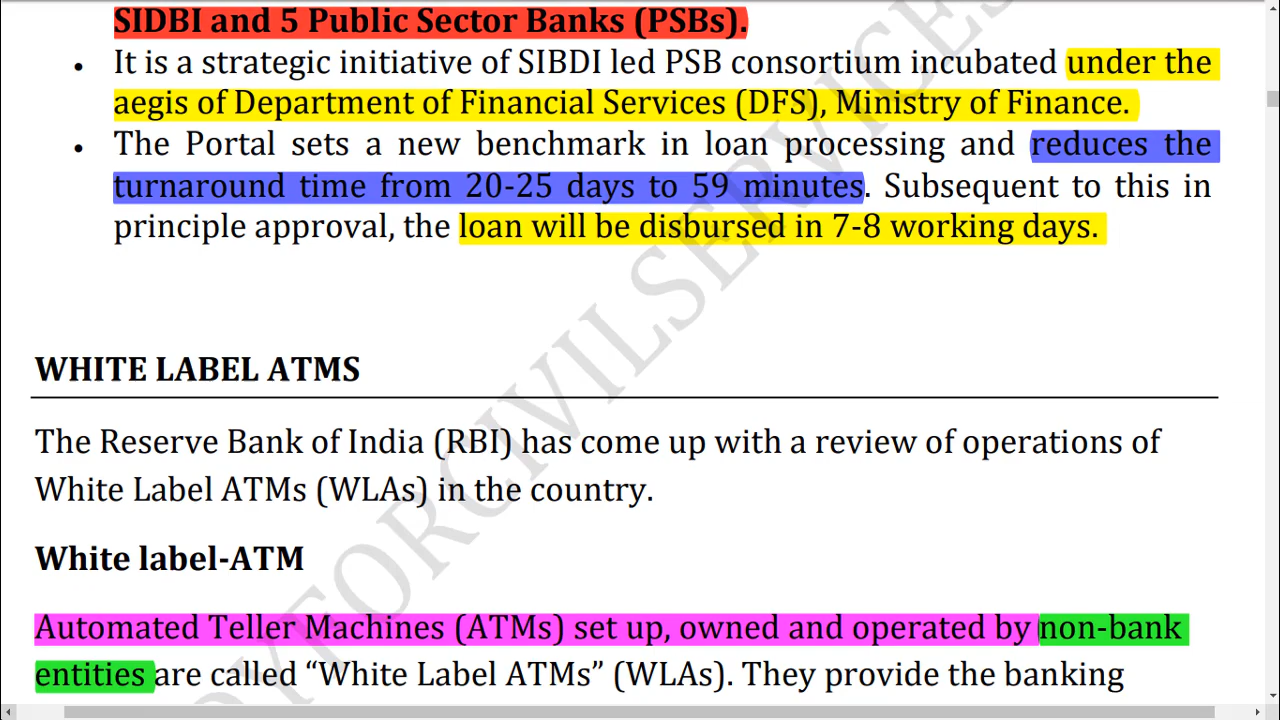 SIDBI and 5 Public Sector Banks (PSBs).
• It is a strategic initiative of SIBDI led PSB consortium incubated under the
aegis of Department of Financial Services (DFS), Ministry of Finance.
• The Portal sets a new benchmark in loan processing and reduces the
turnaround time from 20-25 days to 59 minutes. Subsequent to this in
principle approval, the loan will be disbursed in 7-8 working days.
WHITE LABEL ATMS
The Reserve Bank of India (RBI) has come up with a review of operations of
White Label ATMs (WLAs) in the country.
White label-ATM
Automated Teller Machines (ATMs) set up, owned and operated by non-bank
entities are called “White Label ATMs” (WLAs). They provide the banking